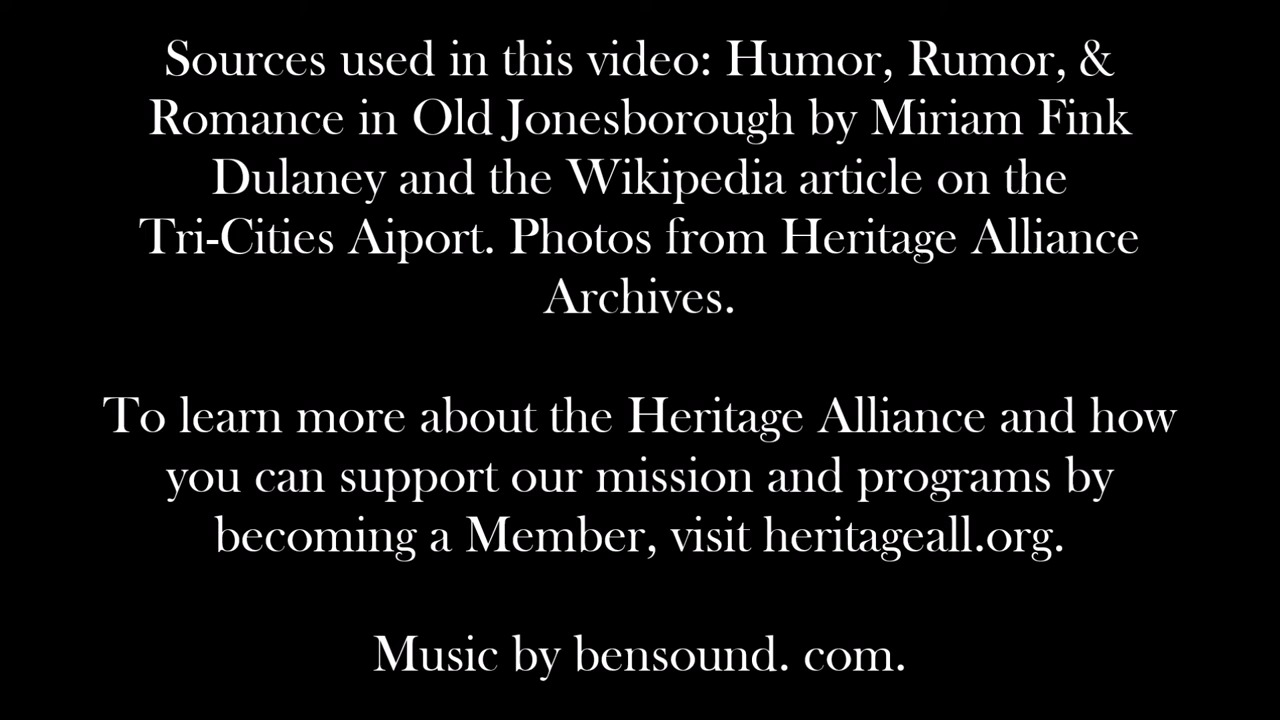 Sources used in this video: Humor, Rumor, &
Romance in Old Jonesborough by Miriam Fink
Dulaney and the Wikipedia article on the
Tri-Cities Aiport. Photos from Heritage Alliance
Archives.
To learn more about the Heritage Alliance and how
you can support our mission and programs by
becoming a Member, visit heritageall.org.
Music by bensound. com.